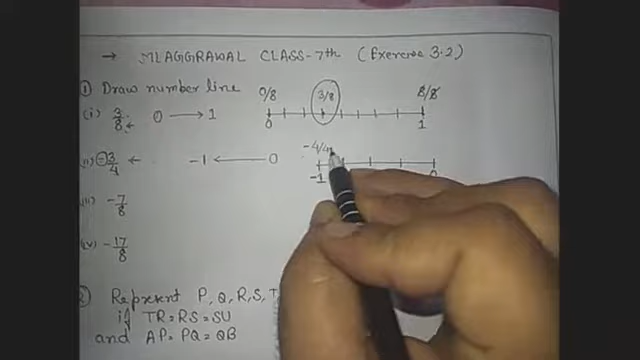 → MLAGGRAWAL CLASS-7th (Exercise 3.2)
① Draw number line
(i) 3/8 0 → 1 0/8 3/8 8/8
0 1
(ii) -3/4 ← -1 ← 0 -4/4
-1 0
(iii) -7/8
(iv) -17/8
② Represent P, Q, R, S, T
if TR = RS = SU
and AP = PQ = QB